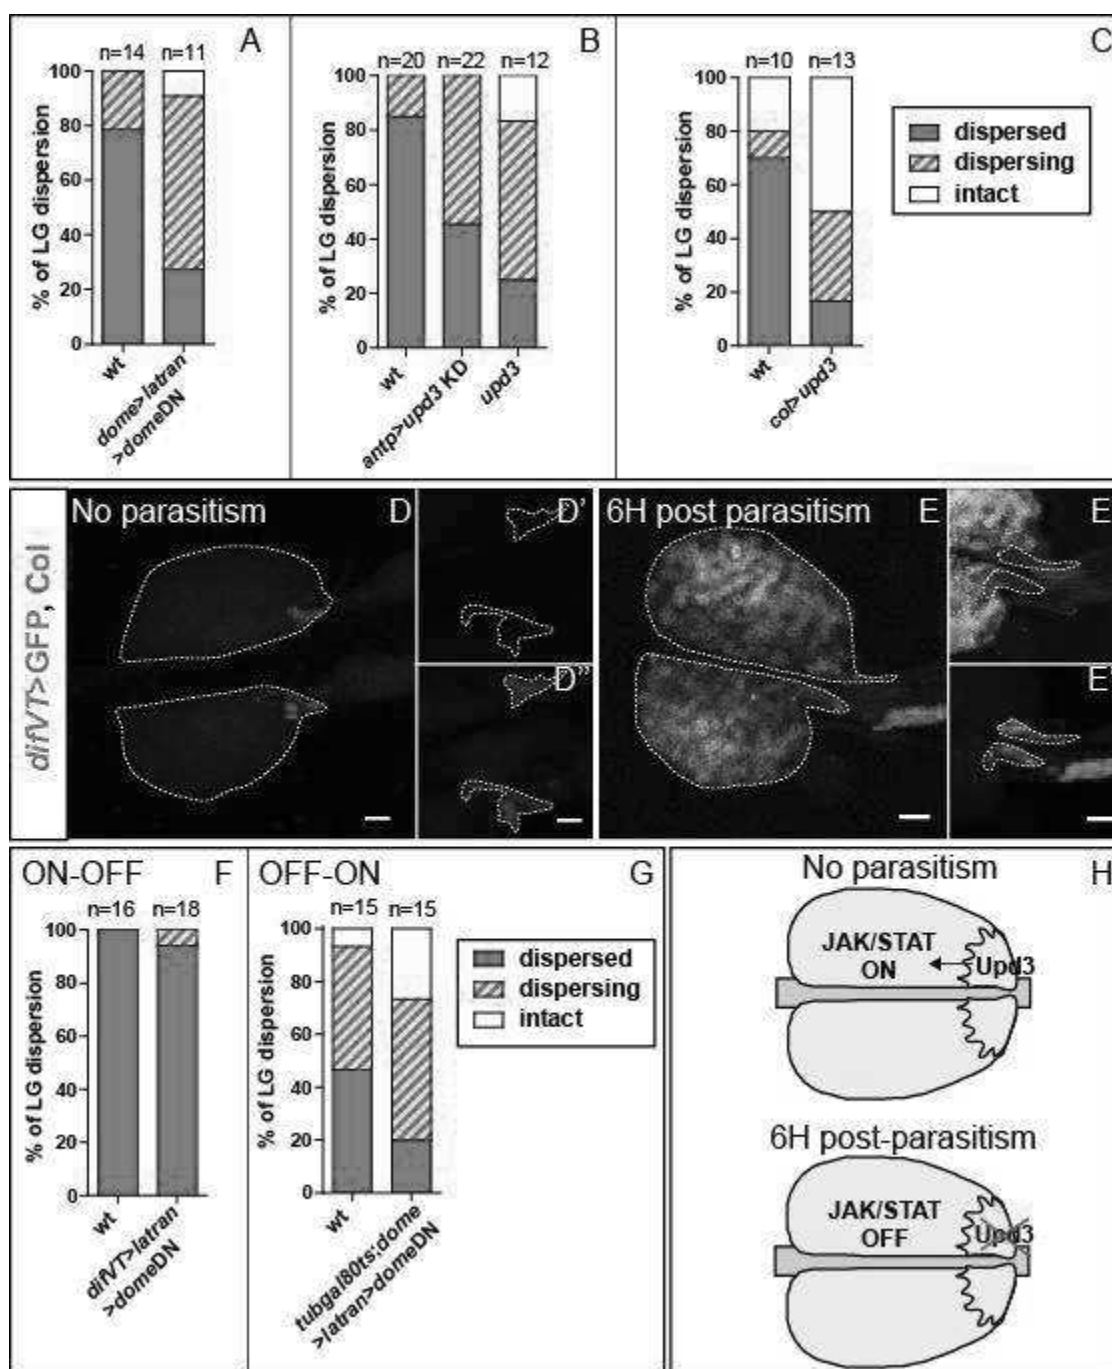 A
n=14 n=11
% of LG dispersion
100
80
60
40
20
0
wt
dome>latran
>domeDN
B
n=20 n=22 n=12
% of LG dispersion
100
80
60
40
20
0
wt
antp>upd3 KD
upd3
C
n=10 n=13
% of LG dispersion
100
80
60
40
20
0
wt
col>upd3
dispersed
dispersing
intact
difVT>GFP, Col
No parasitism D
D'
D"
6H post parasitism E
E
E'
ON-OFF F
n=16 n=18
% of LG dispersion
100
80
60
40
20
0
wt
difVT>latran
>domeDN
OFF-ON G
n=15 n=15
% of LG dispersion
100
80
60
40
20
0
wt
tubgal80ts;dome
>latran>domeDN
dispersed
dispersing
intact
No parasitism H
JAK/STAT
ON
Upd3
6H post-parasitism
JAK/STAT
OFF
Upd3